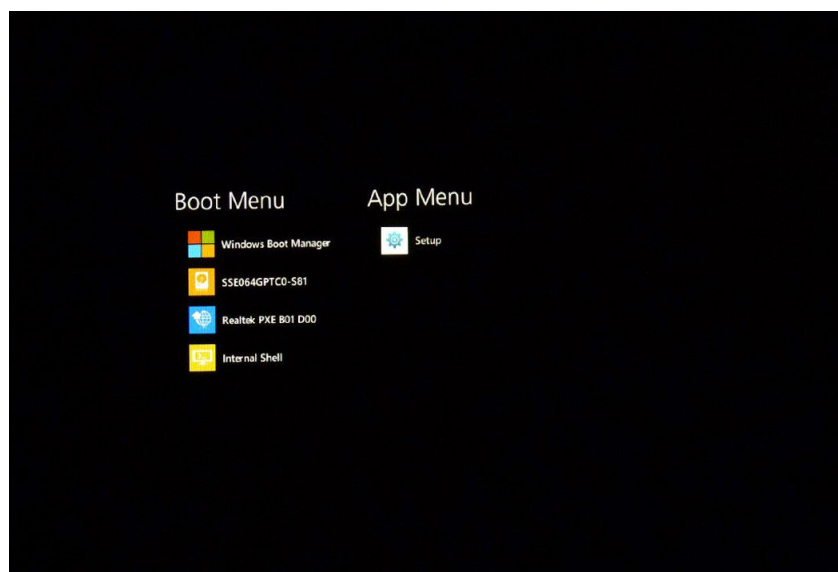 Boot Menu
Windows Boot Manager
SSE064GPTC0-S81
Realtek PXE B01 D00
Internal Shell
App Menu
Setup